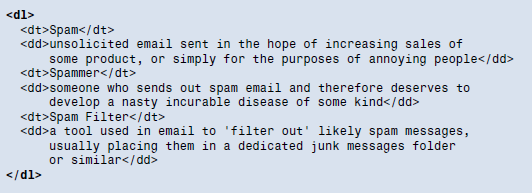 <dl>
  <dt>Spam</dt>
  <dd>unsolicited email sent in the hope of increasing sales of
      some product, or simply for the purposes of annoying people</dd>
  <dt>Spammer</dt>
  <dd>someone who sends out spam email and therefore deserves to
      develop a nasty incurable disease of some kind</dd>
  <dt>Spam Filter</dt>
  <dd>a tool used in email to 'filter out' likely spam messages,
      usually placing them in a dedicated junk messages folder
      or similar</dd>
</dl>